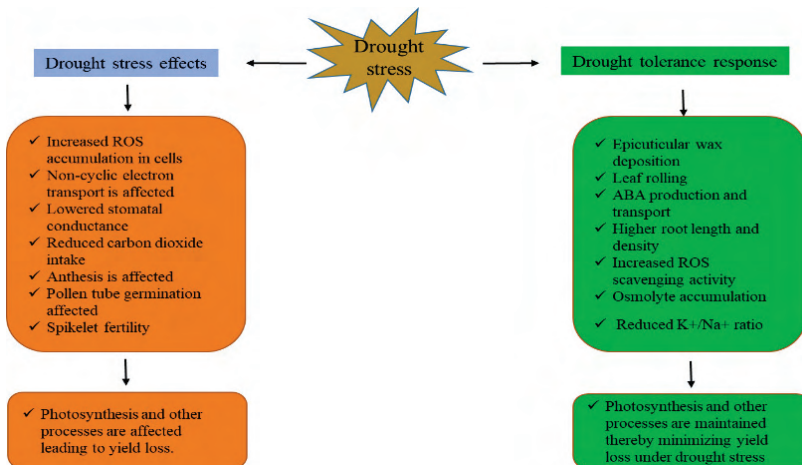 Drought
stress
Drought stress effects
Drought tolerance response
✓ Increased ROS
accumulation in cells
✓ Non-cyclic electron
transport is affected
✓ Lowered stomatal
conductance
✓ Reduced carbon dioxide
intake
✓ Anthesis is affected
✓ Pollen tube germination
affected
✓ Spikelet fertility
✓ Epicuticular wax
deposition
✓ Leaf rolling
✓ ABA production and
transport
✓ Higher root length and
density
✓ Increased ROS
scavenging activity
✓ Osmolyte accumulation
✓ Reduced K+/Na+ ratio
✓ Photosynthesis and other
processes are affected
leading to yield loss.
✓ Photosynthesis and other
processes are maintained
thereby minimizing yield
loss under drought stress